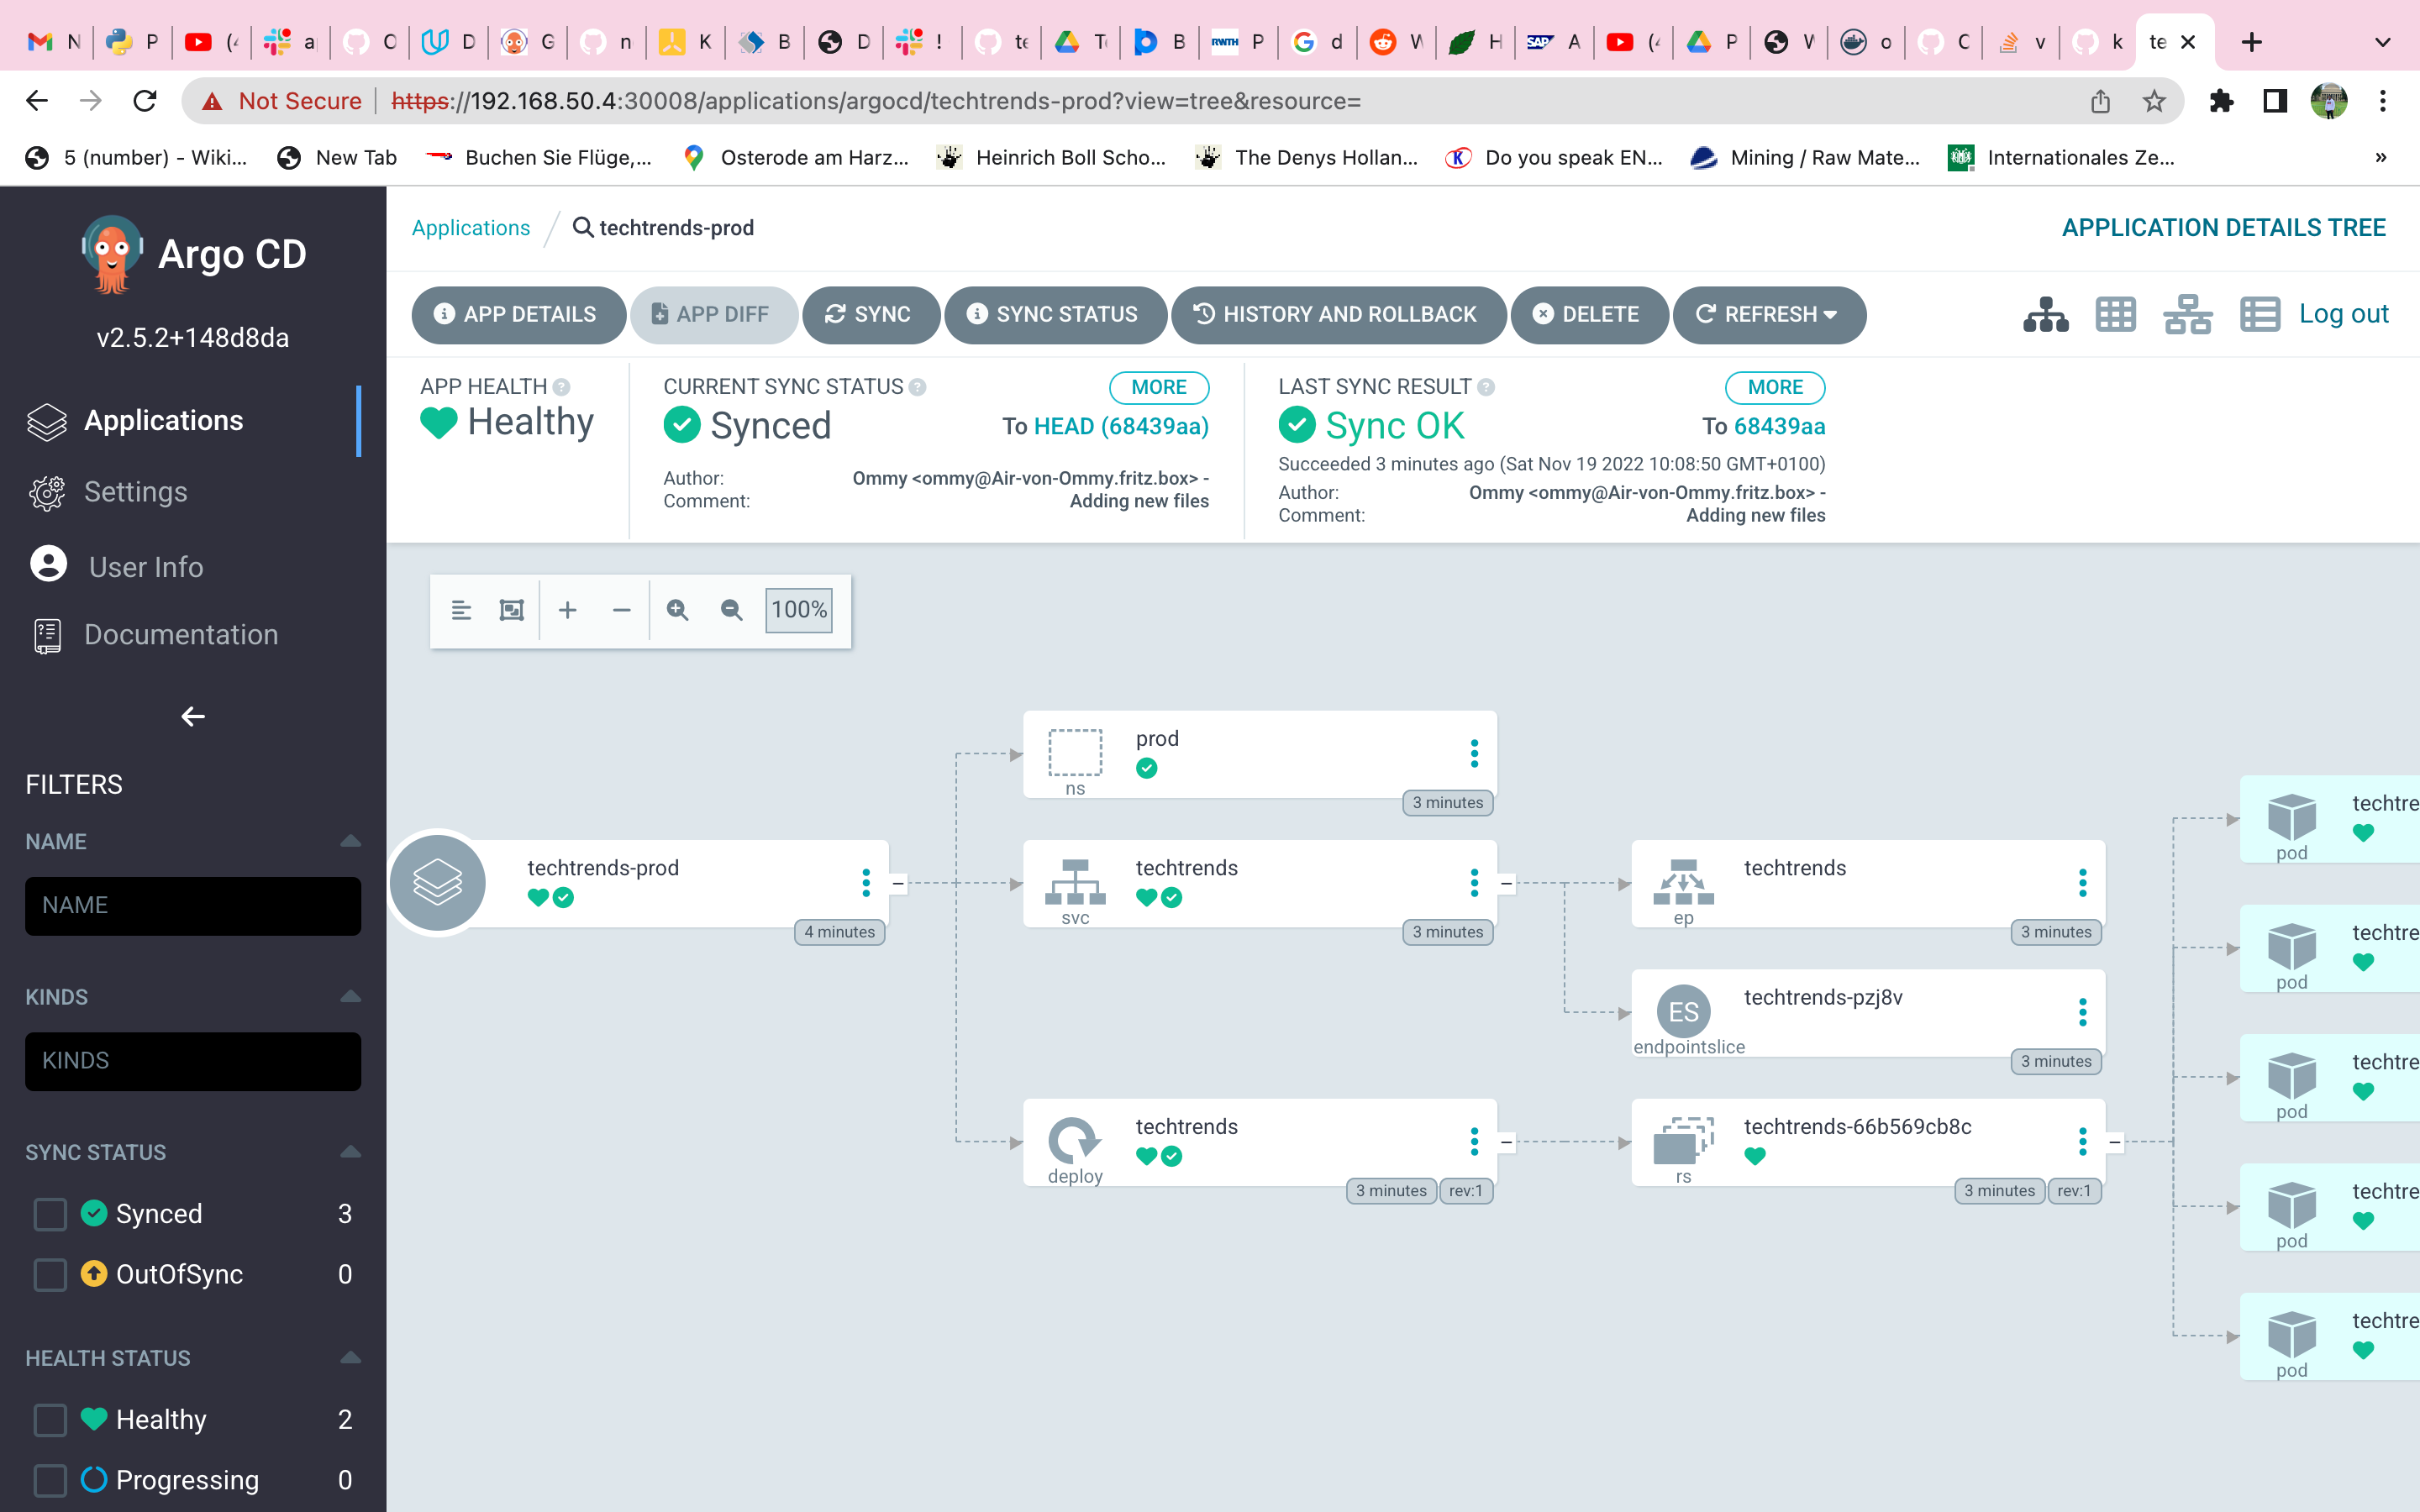 N P (4 a O D G n K B D ! te T B P d W H A (4 P W o C v k te
Not Secure https://192.168.50.4:30008/applications/argocd/techtrends-prod?view=tree&resource=
5 (number) - Wiki... New Tab Buchen Sie Flüge,... Osterode am Harz... Heinrich Boll Scho... The Denys Hollan... Do you speak EN... Mining / Raw Mate... Internationales Ze... »
Argo CD
v2.5.2+148d8da
Applications
Settings
User Info
Documentation
FILTERS
NAME
NAME
KINDS
KINDS
SYNC STATUS
Synced 3
OutOfSync 0
HEALTH STATUS
Healthy 2
Progressing 0
Applications / techtrends-prod
APPLICATION DETAILS TREE
APP DETAILS APP DIFF SYNC SYNC STATUS HISTORY AND ROLLBACK DELETE REFRESH
Log out
APP HEALTH
Healthy
CURRENT SYNC STATUS MORE
Synced To HEAD (68439aa)
Author: Ommy <ommy@Air-von-Ommy.fritz.box> -
Comment: Adding new files
LAST SYNC RESULT MORE
Sync OK To 68439aa
Succeeded 3 minutes ago (Sat Nov 19 2022 10:08:50 GMT+0100)
Author: Ommy <ommy@Air-von-Ommy.fritz.box> -
Comment: Adding new files
100%
techtrends-prod
4 minutes
prod
ns
3 minutes
techtrends
svc
3 minutes
techtrends
deploy
3 minutes rev:1
techtrends
ep
3 minutes
techtrends-pzj8v
ES
endpointslice
3 minutes
techtrends-66b569cb8c
rs
3 minutes rev:1
techtre
pod
techtre
pod
techtre
pod
techtre
pod
techtre
pod